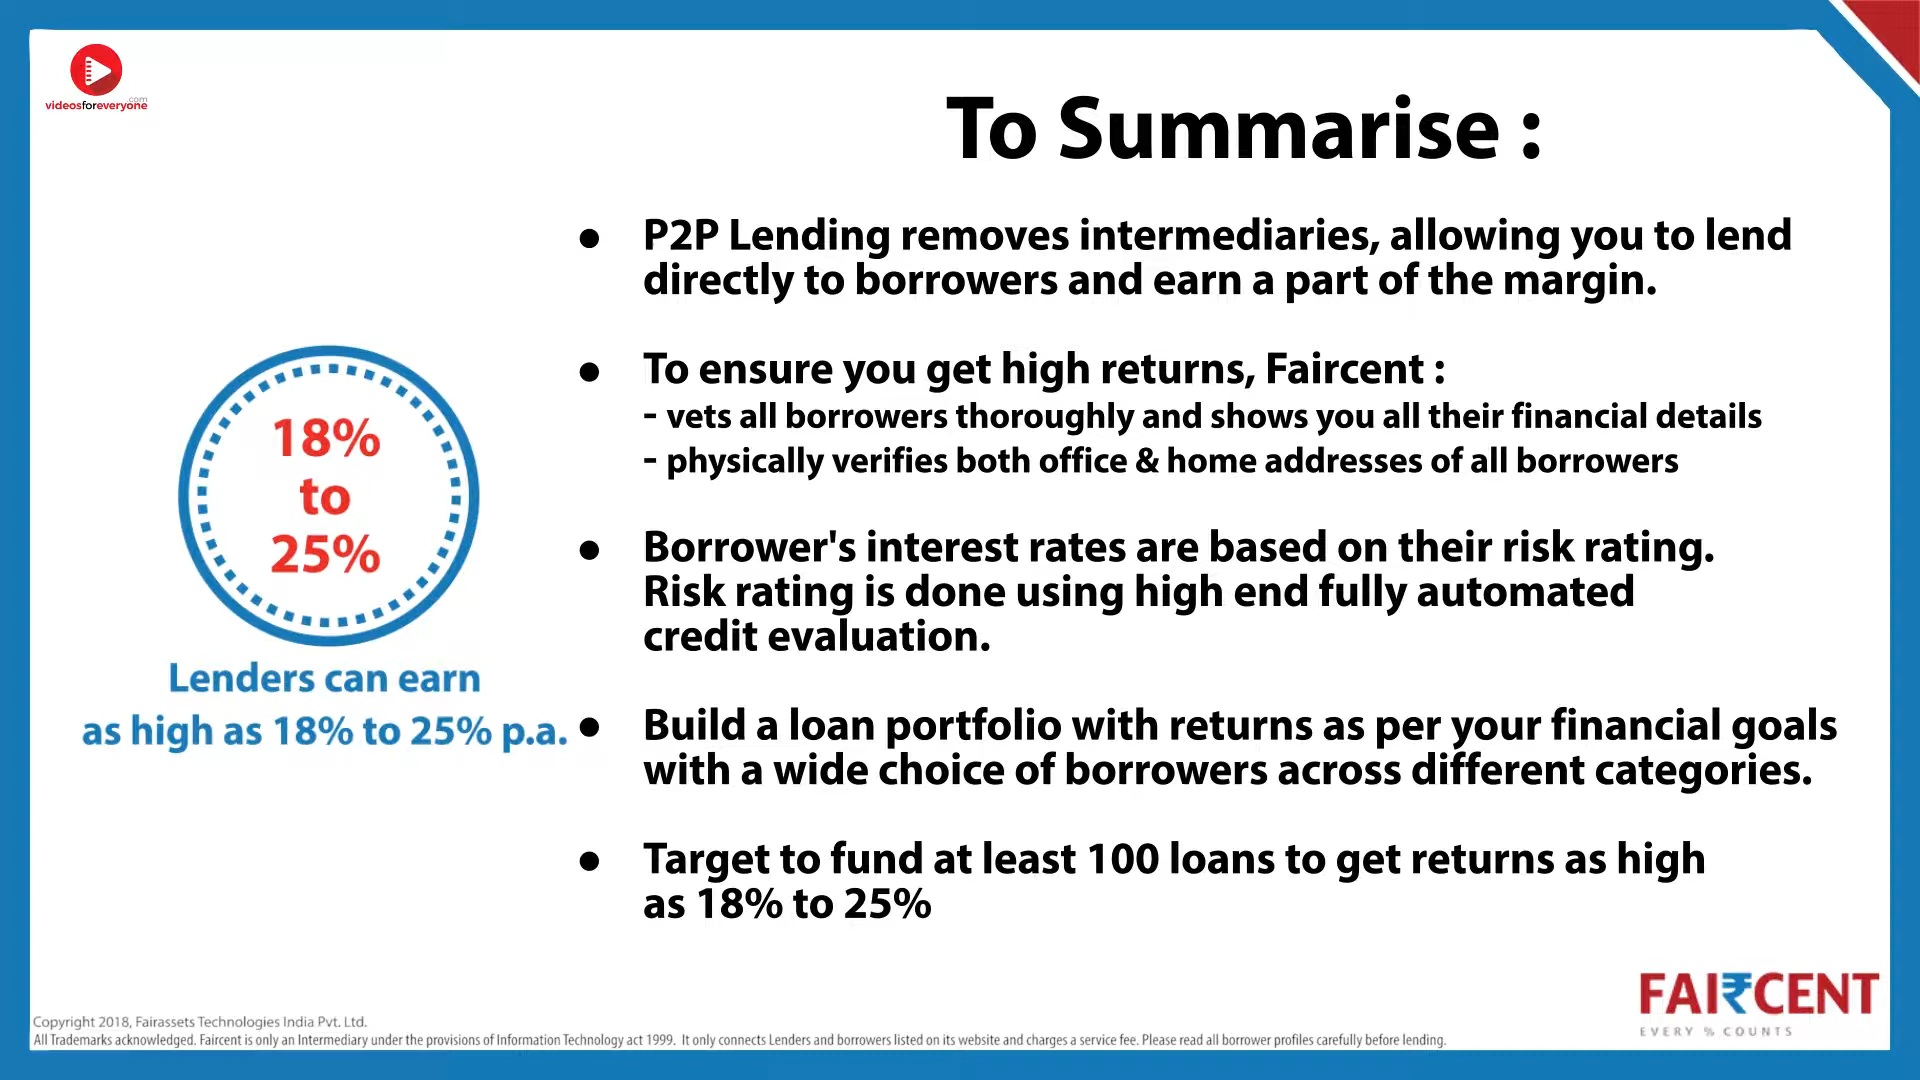 videosforeveryone
.com
To Summarise :
● P2P Lending removes intermediaries, allowing you to lend
directly to borrowers and earn a part of the margin.
● To ensure you get high returns, Faircent :
- vets all borrowers thoroughly and shows you all their financial details
- physically verifies both office & home addresses of all borrowers
● Borrower's interest rates are based on their risk rating.
Risk rating is done using high end fully automated
credit evaluation.
● Build a loan portfolio with returns as per your financial goals
with a wide choice of borrowers across different categories.
● Target to fund at least 100 loans to get returns as high
as 18% to 25%
18%
to
25%
Lenders can earn
as high as 18% to 25% p.a.
FAI₹CENT
EVERY % COUNTS
Copyright 2018, Fairassets Technologies India Pvt. Ltd.
All Trademarks acknowledged. Faircent is only an Intermediary under the provisions of Information Technology act 1999. It only connects Lenders and borrowers listed on its website and charges a service fee. Please read all borrower profiles carefully before lending.